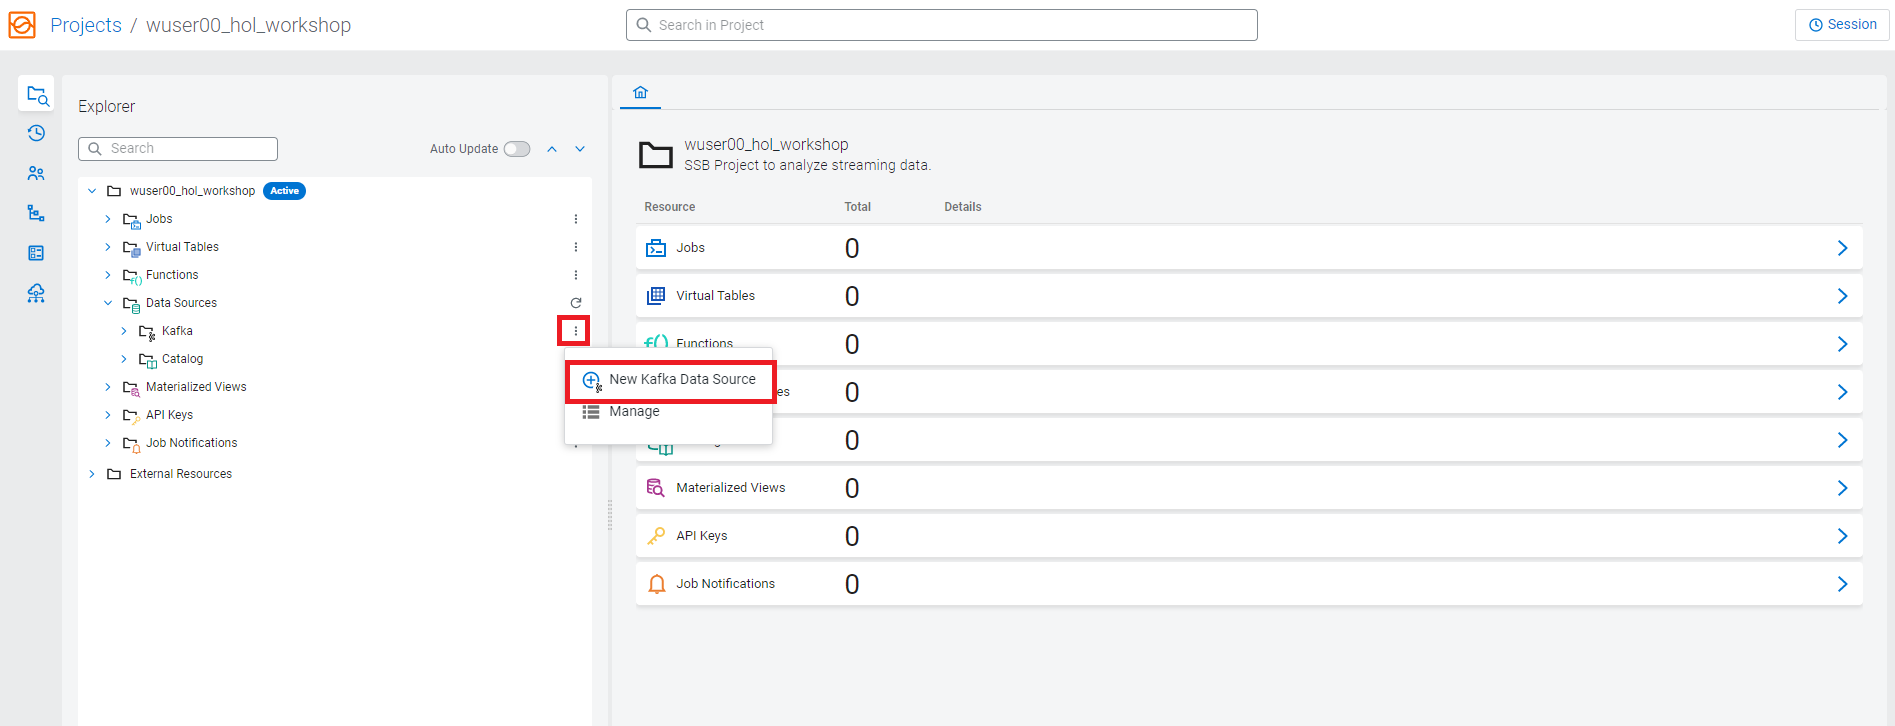 Projects / wuser00_hol_workshop
Search in Project
Session
Explorer
Search
Auto Update
wuser00_hol_workshop Active
Jobs
Virtual Tables
Functions
Data Sources
Kafka
Catalog
Materialized Views
API Keys
Job Notifications
External Resources
New Kafka Data Source
Manage
wuser00_hol_workshop
SSB Project to analyze streaming data.
Resource Total Details
Jobs 0
Virtual Tables 0
Functions 0
es 0
0
Materialized Views 0
API Keys 0
Job Notifications 0